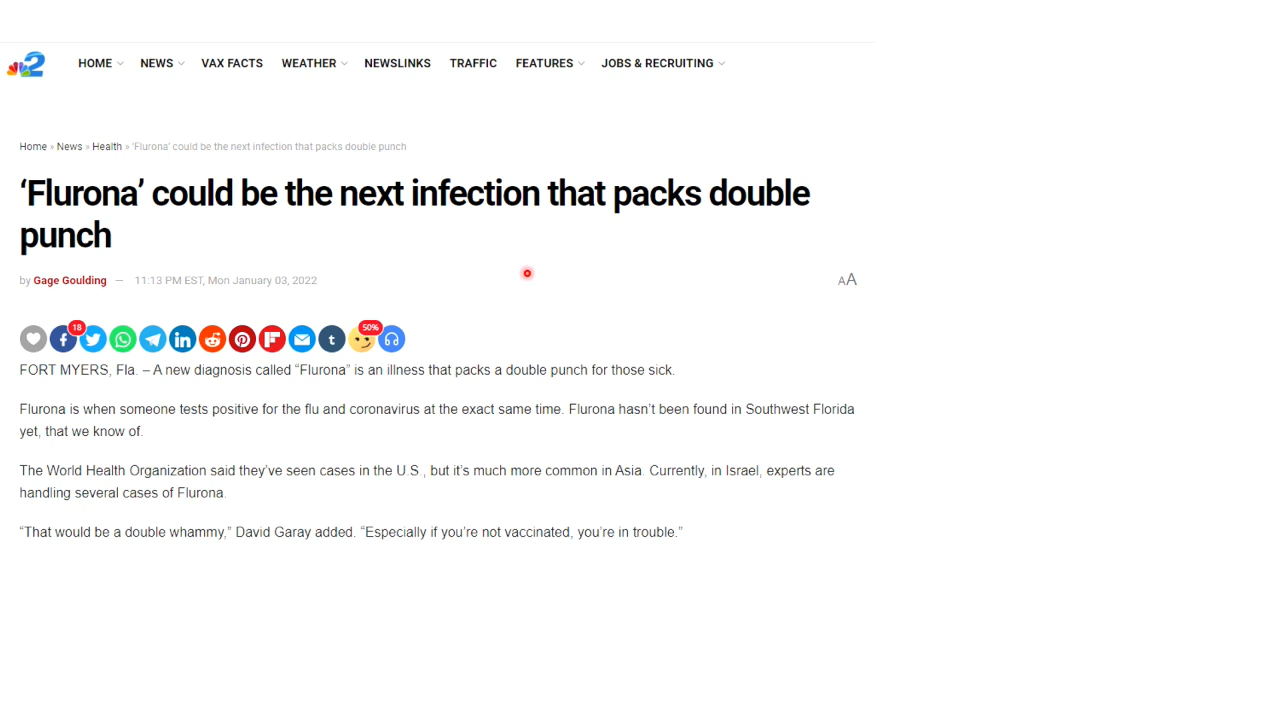 2
HOME NEWS VAX FACTS WEATHER NEWSLINKS TRAFFIC FEATURES JOBS & RECRUITING
Home » News » Health » 'Flurona' could be the next infection that packs double punch
‘Flurona’ could be the next infection that packs double
punch
by Gage Goulding — 11:13 PM EST, Mon January 03, 2022
AA
18 50%
FORT MYERS, Fla. – A new diagnosis called “Flurona” is an illness that packs a double punch for those sick.
Flurona is when someone tests positive for the flu and coronavirus at the exact same time. Flurona hasn’t been found in Southwest Florida
yet, that we know of.
The World Health Organization said they’ve seen cases in the U.S., but it’s much more common in Asia. Currently, in Israel, experts are
handling several cases of Flurona.
“That would be a double whammy,” David Garay added. “Especially if you’re not vaccinated, you’re in trouble.”